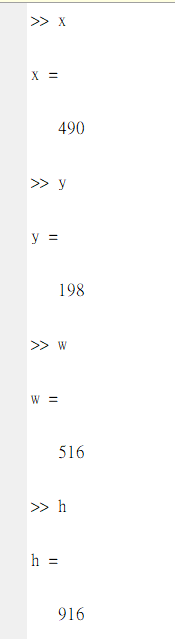 >> x
x =
490
>> y
y =
198
>> w
w =
516
>> h
h =
916